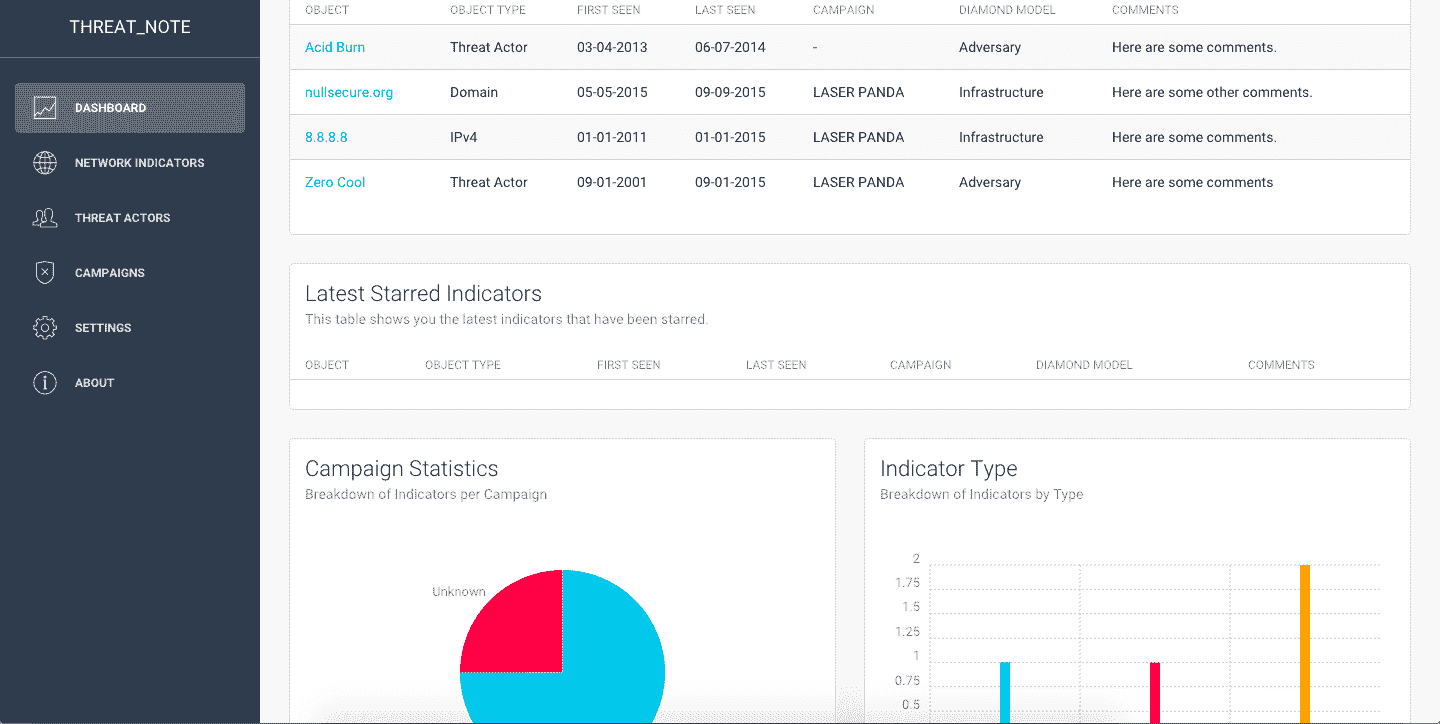 THREAT_NOTE
DASHBOARD
NETWORK INDICATORS
THREAT ACTORS
CAMPAIGNS
SETTINGS
ABOUT
OBJECT OBJECT TYPE FIRST SEEN LAST SEEN CAMPAIGN DIAMOND MODEL COMMENTS
Acid Burn Threat Actor 03-04-2013 06-07-2014 - Adversary Here are some comments.
nullsecure.org Domain 05-05-2015 09-09-2015 LASER PANDA Infrastructure Here are some other comments.
8.8.8.8 IPv4 01-01-2011 01-01-2015 LASER PANDA Infrastructure Here are some comments.
Zero Cool Threat Actor 09-01-2001 09-01-2015 LASER PANDA Adversary Here are some comments
Latest Starred Indicators
This table shows you the latest indicators that have been starred.
OBJECT OBJECT TYPE FIRST SEEN LAST SEEN CAMPAIGN DIAMOND MODEL COMMENTS
Campaign Statistics
Breakdown of Indicators per Campaign
Unknown
Indicator Type
Breakdown of Indicators by Type
2
1.75
1.5
1.25
1
0.75
0.5